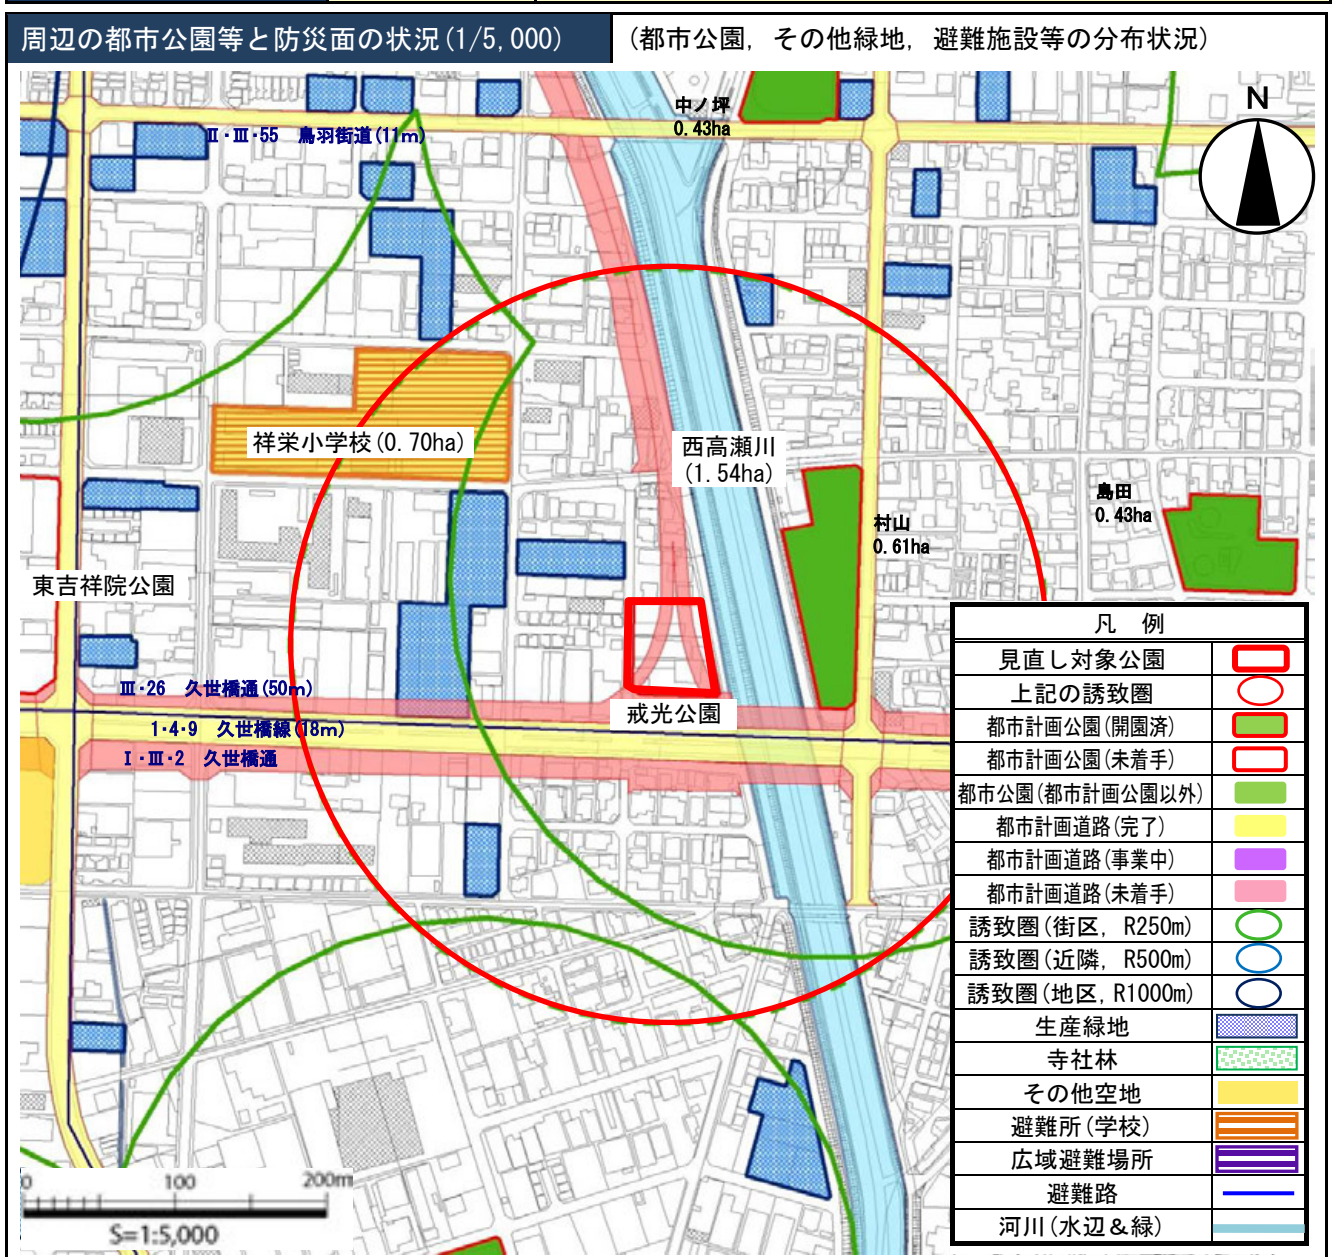 周辺の都市公園等と防災面の状況(1/5,000)
(都市公園, その他緑地, 避難施設等の分布状況)
中ノ坪
0.43ha
N
Ⅱ・Ⅲ・55 鳥羽街道(11m)
祥栄小学校(0.70ha)
西高瀬川
(1.54ha)
島田
0.43ha
村山
0.61ha
東吉祥院公園
Ⅲ・26 久世橋通(50m)
戒光公園
1・4・9 久世橋線(18m)
Ⅰ・Ⅲ・2 久世橋通
凡 例
見直し対象公園
上記の誘致圏
都市計画公園(開園済)
都市計画公園(未着手)
都市公園(都市計画公園以外)
都市計画道路(完了)
都市計画道路(事業中)
都市計画道路(未着手)
誘致圏(街区, R250m)
誘致圏(近隣, R500m)
誘致圏(地区, R1000m)
生産緑地
寺社林
その他空地
避難所(学校)
広域避難場所
避難路
河川(水辺&緑)
0 100 200m
S=1:5,000